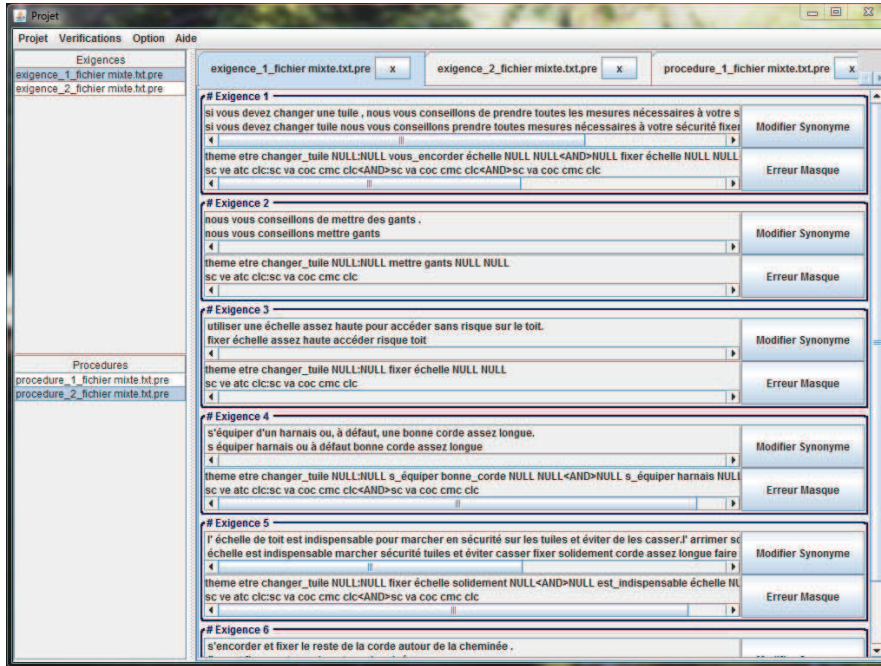 Projet
Projet Verifications Option Aide
Exigences
exigence_1_fichier mixte.txt.pre
exigence_2_fichier mixte.txt.pre
Procedures
procedure_1_fichier mixte.txt.pre
procedure_2_fichier mixte.txt.pre
exigence_1_fichier mixte.txt.pre x exigence_2_fichier mixte.txt.pre x procedure_1_fichier mixte.txt.pre x
# Exigence 1
si vous devez changer une tuile , nous vous conseillons de prendre toutes les mesures nécessaires à votre s
si vous devez changer tuile nous vous conseillons prendre toutes mesures nécessaires à votre sécurité fixer
Modifier Synonyme
theme etre changer_tuile NULL:NULL vous_encorder échelle NULL NULL<AND>NULL fixer échelle NULL NULL
sc ve atc clc:sc va coc cmc clc<AND>sc va coc cmc clc<AND>sc va coc cmc clc
Erreur Masque
# Exigence 2
nous vous conseillons de mettre des gants .
nous vous conseillons mettre gants
Modifier Synonyme
theme etre changer_tuile NULL:NULL mettre gants NULL NULL
sc ve atc clc:sc va coc cmc clc
Erreur Masque
# Exigence 3
utiliser une échelle assez haute pour accéder sans risque sur le toit.
fixer échelle assez haute accéder risque toit
Modifier Synonyme
theme etre changer_tuile NULL:NULL fixer échelle NULL NULL
sc ve atc clc:sc va coc cmc clc
Erreur Masque
# Exigence 4
s'équiper d'un harnais ou, à défaut, une bonne corde assez longue.
s équiper harnais ou à défaut bonne corde assez longue
Modifier Synonyme
theme etre changer_tuile NULL:NULL s_équiper bonne_corde NULL NULL<AND>NULL s_équiper harnais NULL
sc ve atc clc:sc va coc cmc clc<AND>sc va coc cmc clc
Erreur Masque
# Exigence 5
l' échelle de toit est indispensable pour marcher en sécurité sur les tuiles et éviter de les casser.l' arrimer so
échelle est indispensable marcher sécurité tuiles et éviter casser fixer solidement corde assez longue faire
Modifier Synonyme
theme etre changer_tuile NULL:NULL fixer échelle solidement NULL<AND>NULL est_indispensable échelle NU
sc ve atc clc:sc va coc cmc clc<AND>sc va coc cmc clc
Erreur Masque
# Exigence 6
s'encorder et fixer le reste de la corde autour de la cheminée .